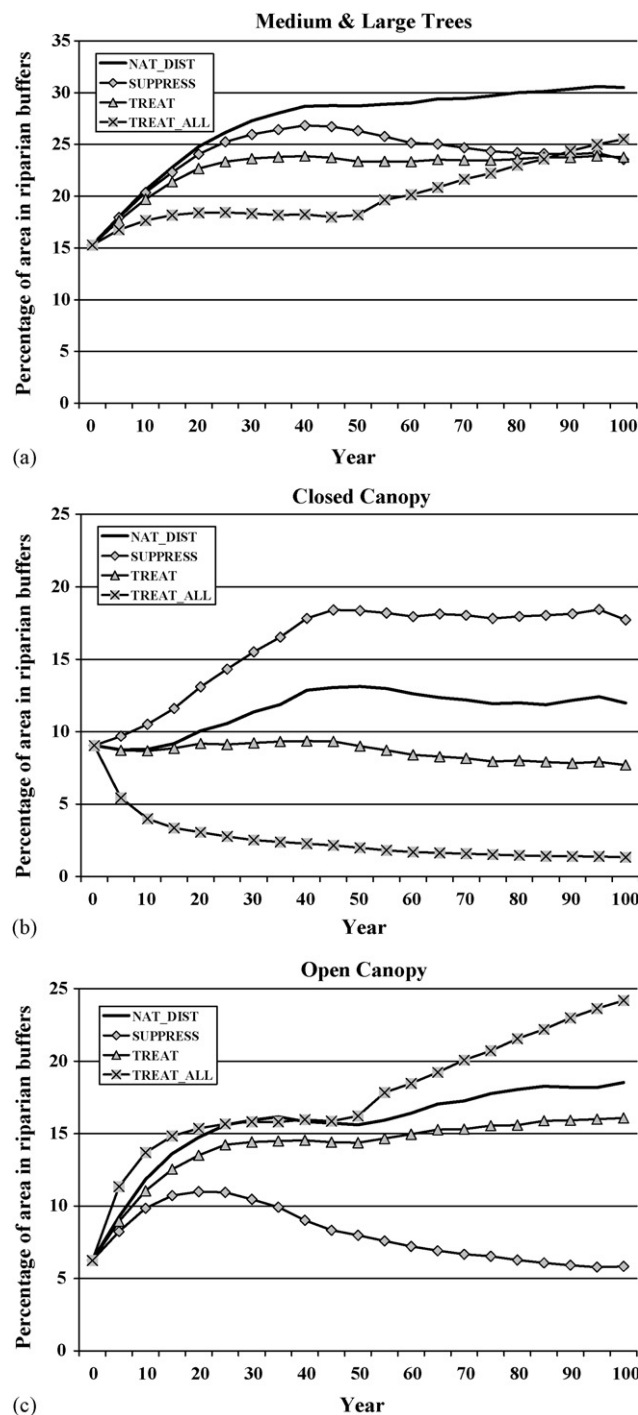 Medium & Large Trees
Percentage of area in riparian buffers
35
30
25
20
15
10
5
0
NAT_DIST
SUPPRESS
TREAT
TREAT_ALL
0 10 20 30 40 50 60 70 80 90 100
(a)
Year
Closed Canopy
Percentage of area in riparian buffers
25
20
15
10
5
0
NAT_DIST
SUPPRESS
TREAT
TREAT_ALL
0 10 20 30 40 50 60 70 80 90 100
(b)
Year
Open Canopy
Percentage of area in riparian buffers
25
20
15
10
5
0
NAT_DIST
SUPPRESS
TREAT
TREAT_ALL
0 10 20 30 40 50 60 70 80 90 100
(c)
Year